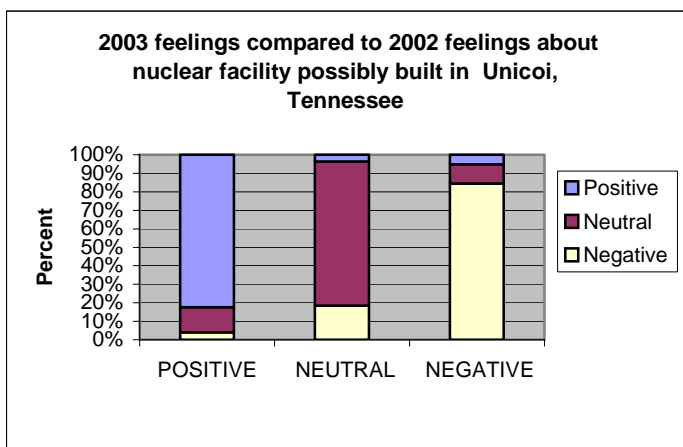 2003 feelings compared to 2002 feelings about
nuclear facility possibly built in Unicoi,
Tennessee
Percent
100%
90%
80%
70%
60%
50%
40%
30%
20%
10%
0%
POSITIVE NEUTRAL NEGATIVE
Positive
Neutral
Negative